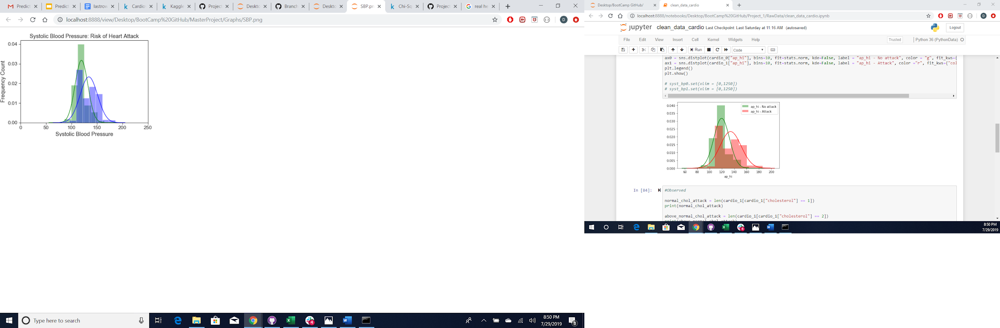 Predict
Predict
lastrow
Cardio
Kaggle
Project
Deskto
Branch
Deskto
SBP.pn
Chi-Sq
Project
real he
localhost:8888/view/Desktop/BootCamp%20GitHub/MasterProject/Graphs/SBP.png
D
Systolic Blood Pressure: Risk of Heart Attack
Frequency Count
0.04
0.03
0.02
0.01
0.00
0 50 100 150 200 250
Systolic Blood Pressure
Type here to search
4
8:50 PM
7/29/2019
8
Desktop/BootCamp GitHub/
clean_data_cardio
localhost:8888/notebooks/Desktop/BootCamp%20GitHub/Project_1/RawData/clean_data_cardio.ipynb
D
jupyter clean_data_cardio Last Checkpoint: Last Saturday at 11:16 AM (autosaved)
Logout
File Edit View Insert Cell Kernel Widgets Help
Trusted
Python 36 (PythonData)
Run
Code
ax0 = sns.distplot(cardio_0["ap_hi"], bins=10, fit=stats.norm, kde=False, label = "ap_hi - No attack", color = "g", fit_kws={
ax1 = sns.distplot(cardio_1["ap_hi"], bins=10, fit=stats.norm, kde=False, label = "ap_hi - Attack", color ="r", fit_kws={"col
plt.legend()
plt.show()
# syst_bp0.set(xlim = [0,1250])
# syst_bp1.set(xlim = [0,1250])
0.040
0.035
0.030
0.025
0.020
0.015
0.010
0.005
0.000
ap_hi - No attack
ap_hi - Attack
60 80 100 120 140 160 180 200
ap_hi
In [84]:
#Observed
normal_chol_attack = len(cardio_1[cardio_1["cholesterol"] == 1])
print(normal_chol_attack)
above_normal_chol_attack = len(cardio_1[cardio_1["cholesterol"] == 2])
print(above_normal_chol_attack)
4
8:50 PM
7/29/2019